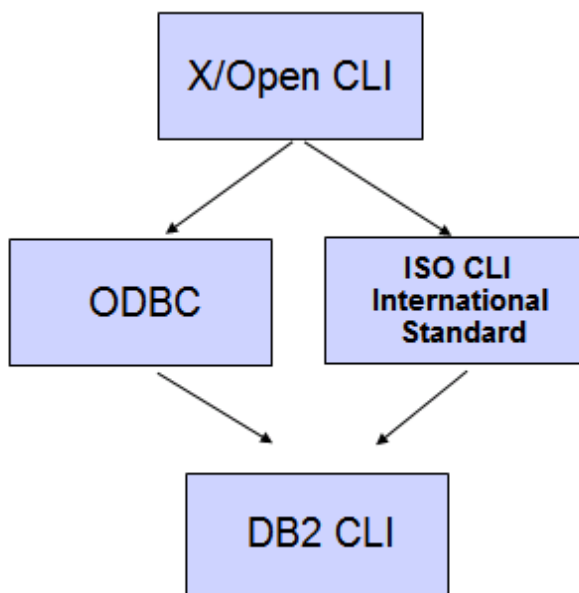 X/Open CLI
ODBC
ISO CLI
International
Standard
DB2 CLI